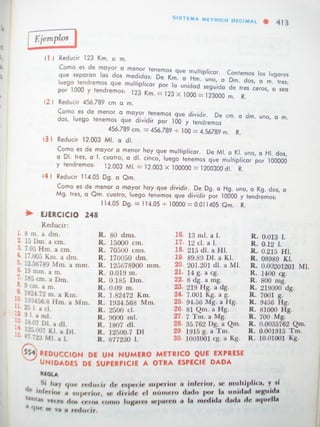 SISTEMA METRICO DECIMAL ● 413
Ejemplos
(1) Reducir 123 Km. a m.
Como es de mayor a menor tenemos que multiplicar. Contemos los lugares
que separan las dos medidas: De Km. a Hm. uno, a Dm. dos, a m. tres:
luego tendremos que multiplicar por la unidad seguida de tres ceros, o sea
por 1000 y tendremos: 123 Km. = 123 × 1000 = 123000 m. R.
(2) Reducir 456.789 cm a m.
Como es de menor a mayor tenemos que dividir. De cm. a dm. uno, a m.
dos, luego tenemos que dividir por 100 y tendremos
456.789 cm. = 456.789 ÷ 100 = 4.56789 m. R.
(3) Reducir 12.003 Ml. a dl.
Como es de mayor a menor hay que multiplicar. De Ml. a Kl. uno, a Hl. dos,
a Dl. tres, a l. cuatro, a dl. cinco, luego tenemos que multiplicar por 100000
y tendremos: 12.003 Ml. = 12.003 × 100000 = 1200300 dl. R.
(4) Reducir 114.05 Dg. a Qm.
Como es de menor a mayor hay que dividir. De Dg. a Hg. uno, a Kg. dos, a
Mg. tres, a Qm. cuatro, luego tenemos que dividir por 10000 y tendremos:
114.05 Dg. = 114.05 ÷ 10000 = 0.011405 Qm. R.
➤ EJERCICIO 248
Reducir:
1. 8 m. a dm. R. 80 dms.
2. 15 Dm. a cm. R. 15000 cm.
3. 7.05 Hm. a cm. R. 70500 cms.
4. 17.005 Km. a dm. R. 170050 dm.
5. 12.56789 Mm. a mm. R. 125678900 mm.
6. 19 mm. a m. R. 0.019 m.
7. 185 cm. a Dm. R. 0.185 Dm.
8. 9 cm. a m. R. 0.09 m.
9. 1824.72 m. a Km. R. 1.82472 Km.
10. 193456.8 Hm. a Mm. R. 1934.568 Mm.
11. 25 l. a cl. R. 2500 cl.
12. 9 l. a ml. R. 9000 ml.
13. 18.07 Dl. a dl. R. 1807 dl.
14. 125.007 Kl. a Dl. R. 12500.7 Dl
15. 87.723 Ml. a l. R. 877230 l.
16. 13 ml. a l. R. 0.013 l.
17. 12 cl. a l. R. 0.12 l.
18. 215 dl. a Hl. R. 0.215 Hl.
19. 89.89 Dl. a Kl. R. 08989 Kl.
20. 201.201 dl. a Ml. R. 0.00201201 Ml.
21. 14 g. a cg. R. 1400 cg.
22. 8 dg. a mg. R. 800 mg.
23. 219 Hg. a dg. R. 219000 dg.
24. 7.001 Kg. a g. R. 7001 g.
25. 94.56 Mg. a Hg. R. 9456 Hg.
26. 81 Qm. a Hg. R. 81000 Hg.
27. 7 Tm. a Mg. R. 700 Mg.
28. 35.762 Dg. a Qm. R. 0.0035762 Qm.
29. 1915 g. a Tm. R. 0.001915 Tm.
30. 1001001 cg. a Kg. R. 10.01001 Kg.
554 REDUCCION DE UN NUMERO METRICO QUE EXPRESE
UNIDADES DE SUPERFICIE A OTRA ESPECIE DADA
REGLA
Si hay que reducir de especie superior a inferior, se multiplica, y si
de inferior a superior, se divide el número dado por la unidad seguida
tantas veces dos ceros como lugares separen a la medida dada de aquella
a que se va a reducir.